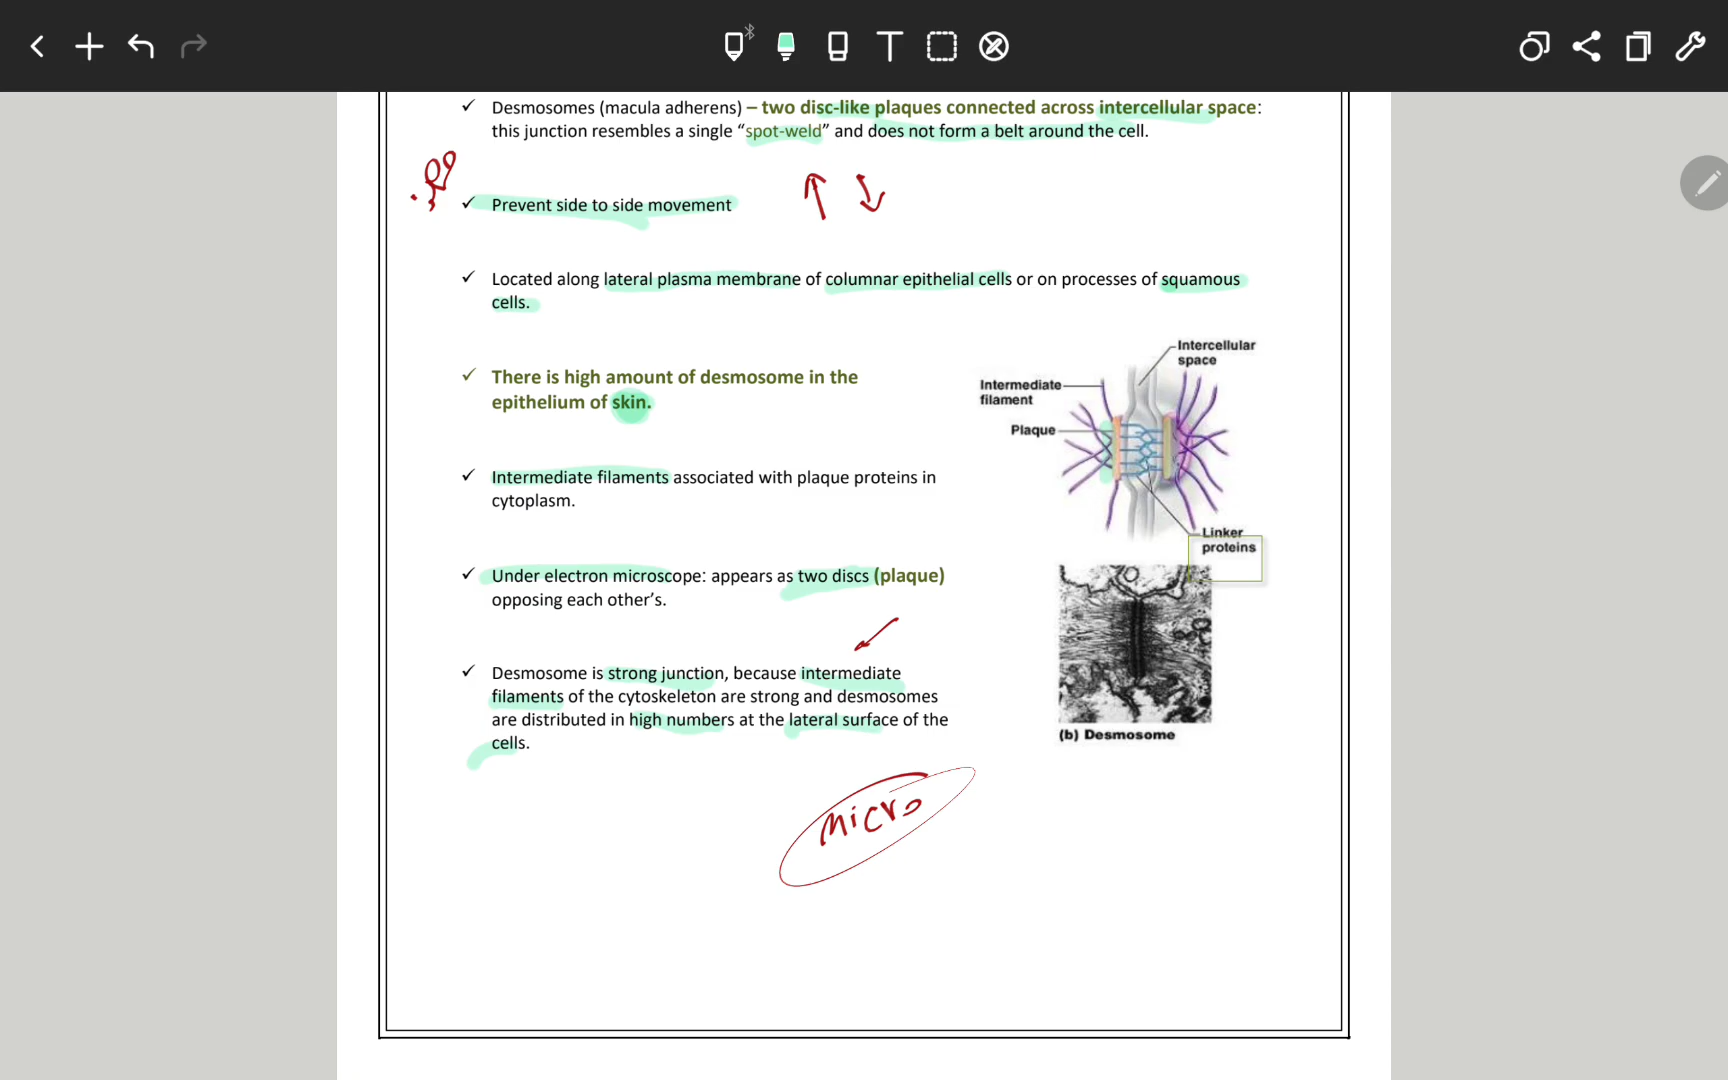 ✓ Desmosomes (macula adherens) – two disc-like plaques connected across intercellular space:
this junction resembles a single “spot-weld” and does not form a belt around the cell.
✓ Prevent side to side movement
✓ Located along lateral plasma membrane of columnar epithelial cells or on processes of squamous
cells.
✓ There is high amount of desmosome in the
epithelium of skin.
✓ Intermediate filaments associated with plaque proteins in
cytoplasm.
✓ Under electron microscope: appears as two discs (plaque)
opposing each other’s.
✓ Desmosome is strong junction, because intermediate
filaments of the cytoskeleton are strong and desmosomes
are distributed in high numbers at the lateral surface of the
cells.
Intercellular
space
Intermediate
filament
Plaque
Linker
proteins
(b) Desmosome
micro